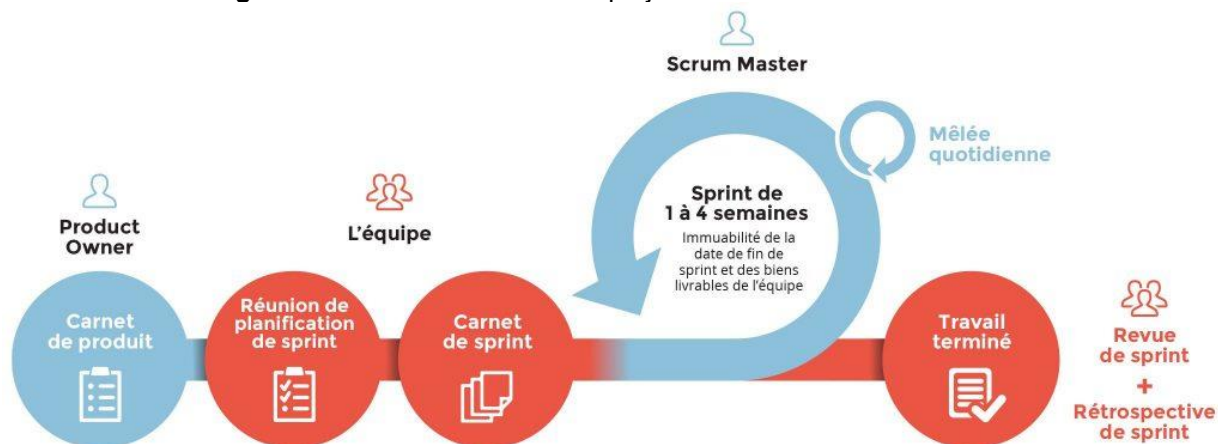 Scrum Master
Mêlée
quotidienne
Product
Owner
L'équipe
Sprint de
1 à 4 semaines
Immuabilité de la
date de fin de
sprint et des biens
livrables de l'équipe
Carnet
de produit
Réunion de
planification
de sprint
Carnet
de sprint
Travail
terminé
Revue
de sprint
+
Rétrospective
de sprint